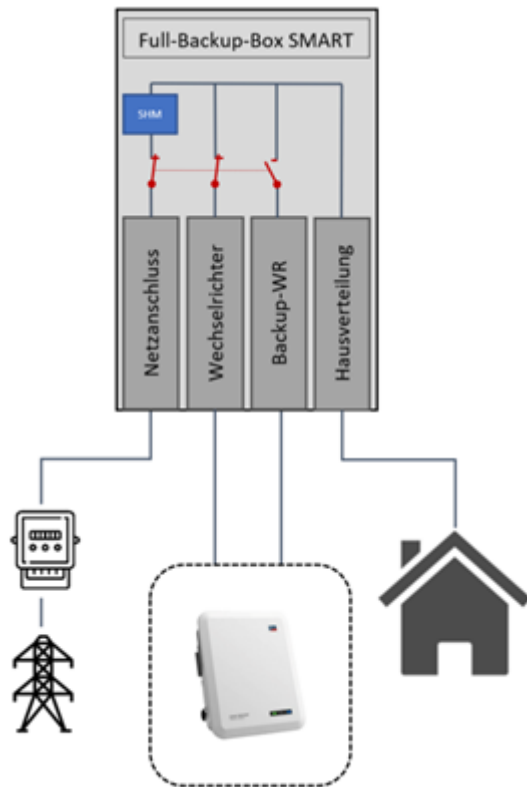 Full-Backup-Box SMART
SHM
Netzanschluss
Wechselrichter
Backup-WR
Hausverteilung